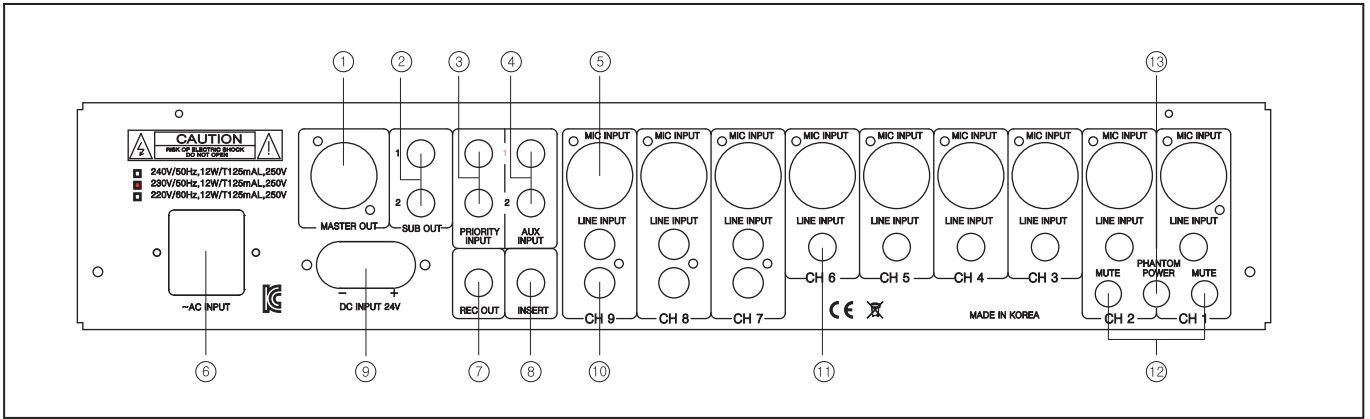 ① ② ③ ④ ⑤ ⑬
CAUTION
RISK OF ELECTRIC SHOCK
DO NOT OPEN
240V/50Hz,12W/T125mAL,250V
230V/50Hz,12W/T125mAL,250V
220V/60Hz,12W/T125mAL,250V
~AC INPUT
MASTER OUT
− +
DC INPUT 24V
1
2
SUB OUT
PRIORITY
INPUT
1
2
AUX
INPUT
REC OUT
INSERT
MIC INPUT
LINE INPUT
CH 9
MIC INPUT
LINE INPUT
CH 8
MIC INPUT
LINE INPUT
CH 7
MIC INPUT
LINE INPUT
CH 6
MIC INPUT
LINE INPUT
CH 5
MIC INPUT
LINE INPUT
CH 4
MIC INPUT
LINE INPUT
CH 3
CE
MADE IN KOREA
MIC INPUT
LINE INPUT
MUTE
CH 2
PHANTOM
POWER
MIC INPUT
LINE INPUT
MUTE
CH 1
⑥ ⑨ ⑦ ⑧ ⑩ ⑪ ⑫